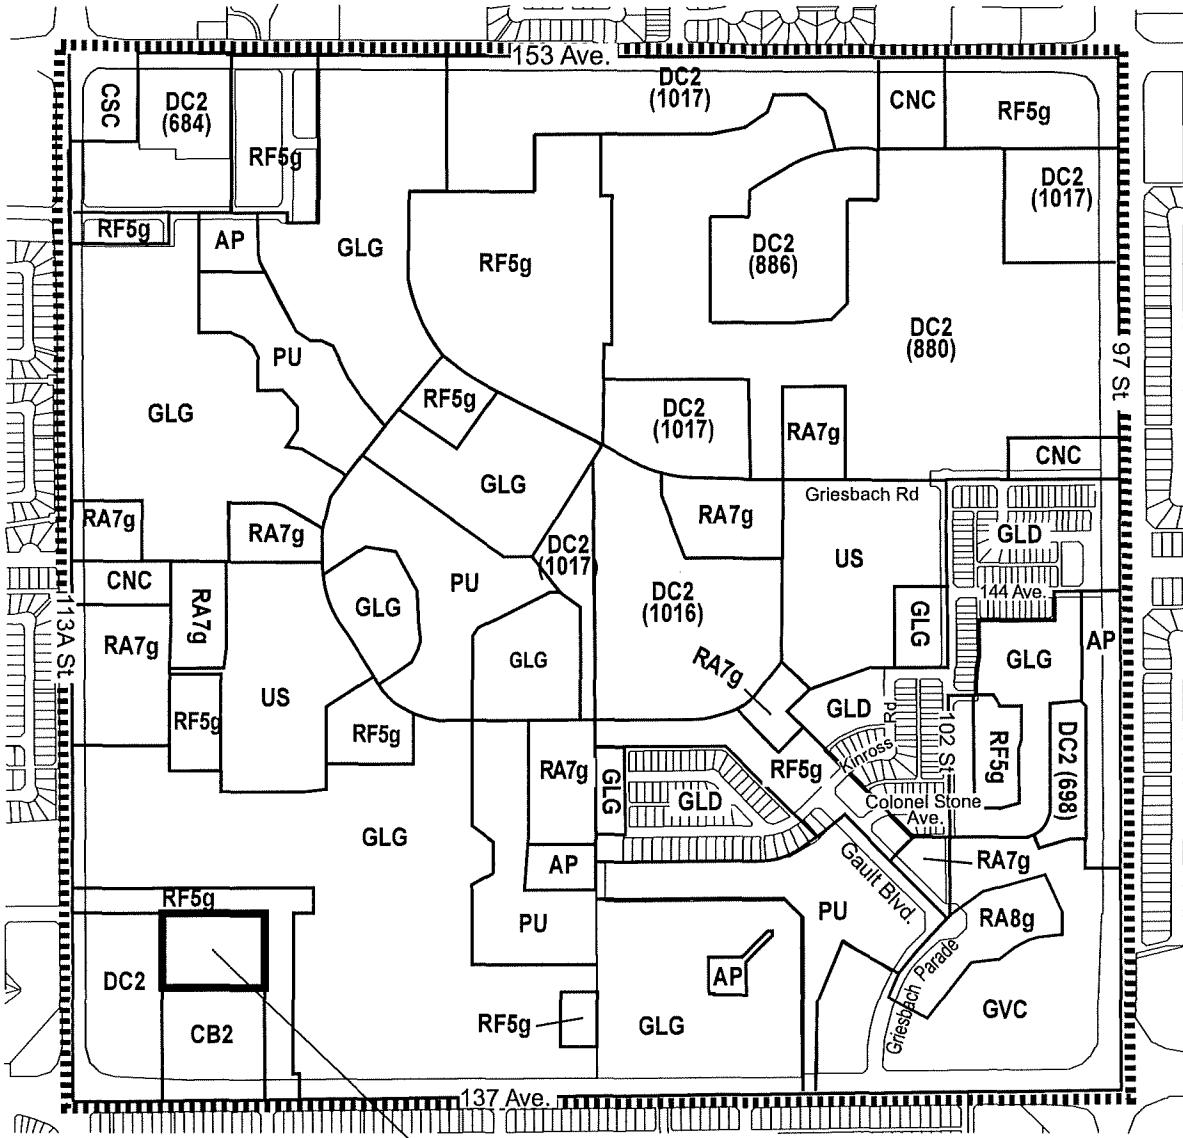 153 Ave.
CSC
DC2
(684)
RF5g
DC2
(1017)
CNC
RF5g
DC2
(1017)
RF5g
AP
GLG
RF5g
DC2
(886)
DC2
(880)
97 St
PU
GLG
RF5g
DC2
(1017)
RA7g
CNC
GLG
Griesbach Rd
RA7g
RA7g
RA7g
GLD
US
DC2
(1017)
CNC
PU
DC2
(1016)
144 Ave.
GLG
RA7g
GLG
113A St.
RA7g
GLG
RA7g
GLG
AP
US
RF5g
RF5g
GLD
Rd.
102 St
RF5g
DC2 (698)
Kinross
RA7g
GLG
GLD
RF5g
Colonel Stone
Ave.
GLG
AP
Gault Blvd.
RA7g
RF5g
PU
PU
RA8g
DC2
AP
Griesbach Parade
CB2
RF5g
GLG
GVC
137 Ave.